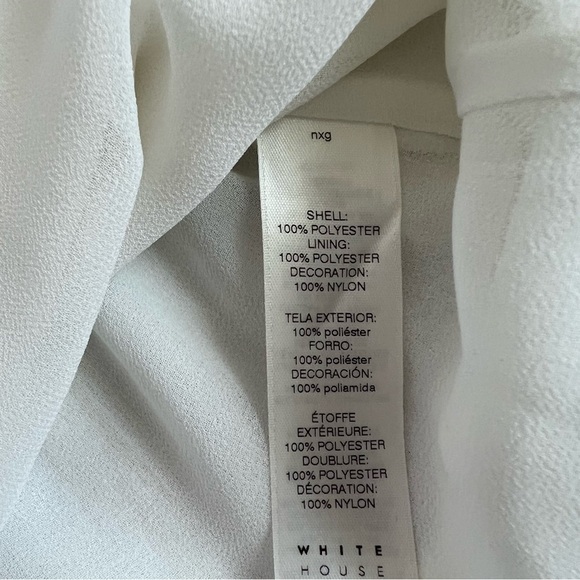 nxg
SHELL:
100% POLYESTER
LINING:
100% POLYESTER
DECORATION:
100% NYLON
TELA EXTERIOR:
100% poliéster
FORRO:
100% poliéster
DECORACIÓN:
100% poliamida
ÉTOFFE
EXTÉRIEURE:
100% POLYESTER
DOUBLURE:
100% POLYESTER
DÉCORATION:
100% NYLON
WHITE
HOUSE